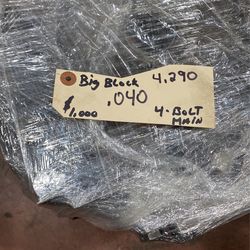 Big Block 4.290
.040
$1,000 4-BOLT
MAIN